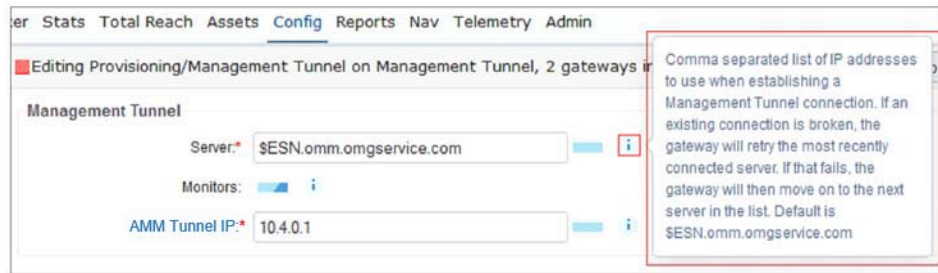 er Stats Total Reach Assets Config Reports Nav Telemetry Admin
Editing Provisioning/Management Tunnel on Management Tunnel, 2 gateways in
Management Tunnel
Server:* $ESN.omm.omgservice.com i
Monitors: i
AMM Tunnel IP:* 10.4.0.1 i
Comma separated list of IP addresses
to use when establishing a
Management Tunnel connection. If an
existing connection is broken, the
gateway will retry the most recently
connected server. If that fails, the
gateway will then move on to the next
server in the list. Default is
$ESN.omm.omgservice.com